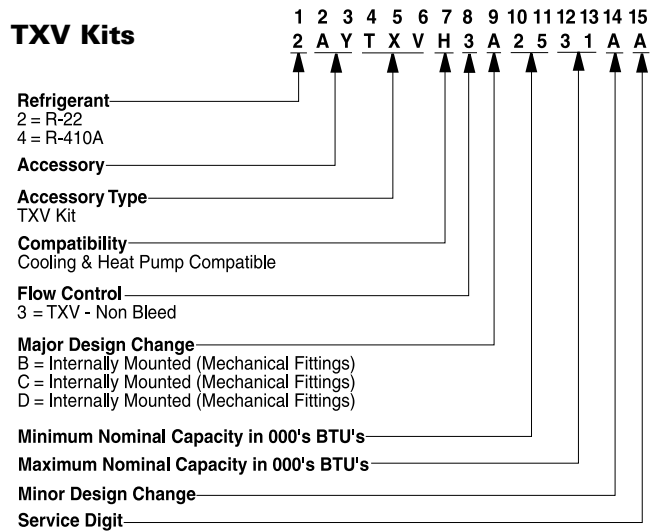 TXV Kits
1 2 3 4 5 6 7 8 9 10 11 12 13 14 15
2 A Y T X V H 3 A 2 5 3 1 A A
Refrigerant
2 = R-22
4 = R-410A
Accessory
Accessory Type
TXV Kit
Compatibility
Cooling & Heat Pump Compatible
Flow Control
3 = TXV - Non Bleed
Major Design Change
B = Internally Mounted (Mechanical Fittings)
C = Internally Mounted (Mechanical Fittings)
D = Internally Mounted (Mechanical Fittings)
Minimum Nominal Capacity in 000's BTU's
Maximum Nominal Capacity in 000's BTU's
Minor Design Change
Service Digit